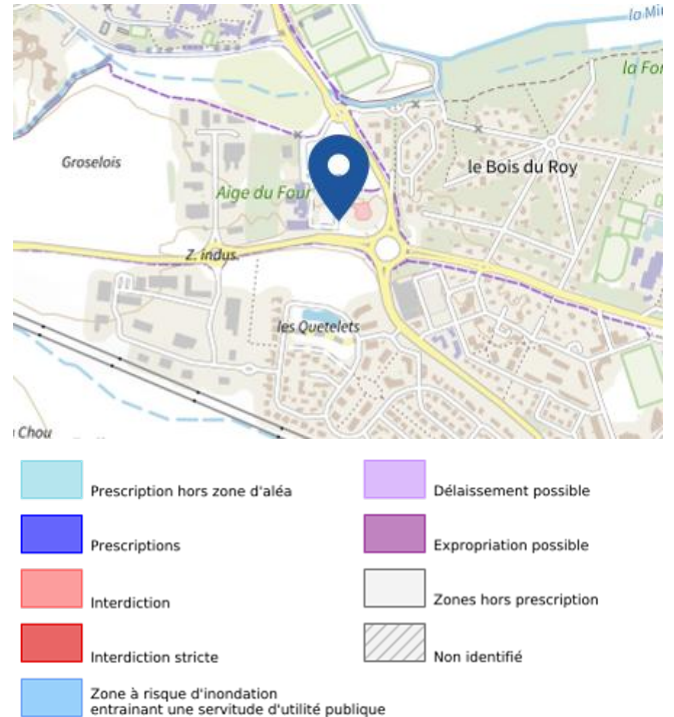 la Mi
la For
Groselois
le Bois du Roy
Aige du Four
Z. indus.
les Quetelets
Chou
Prescription hors zone d'aléa
Délaissement possible
Prescriptions
Expropriation possible
Interdiction
Zones hors prescription
Interdiction stricte
Non identifié
Zone à risque d'inondation
entrainant une servitude d'utilité publique